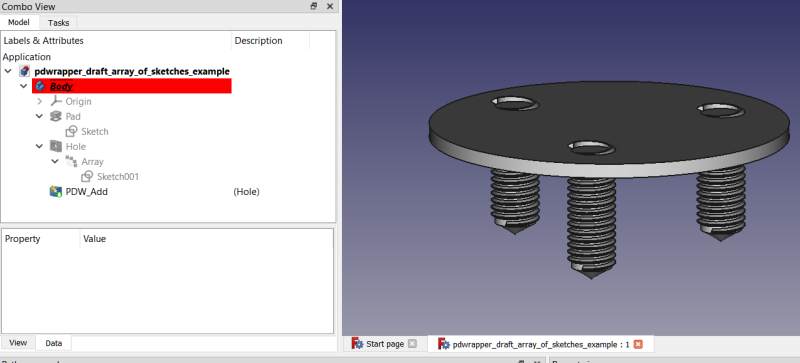 Combo View
Model Tasks
Labels & Attributes Description
Application
pdwrapper_draft_array_of_sketches_example
Body
Origin
Pad
Sketch
Hole
Array
Sketch001
PDW_Add (Hole)
Property Value
View Data
Start page pdwrapper_draft_array_of_sketches_example : 1